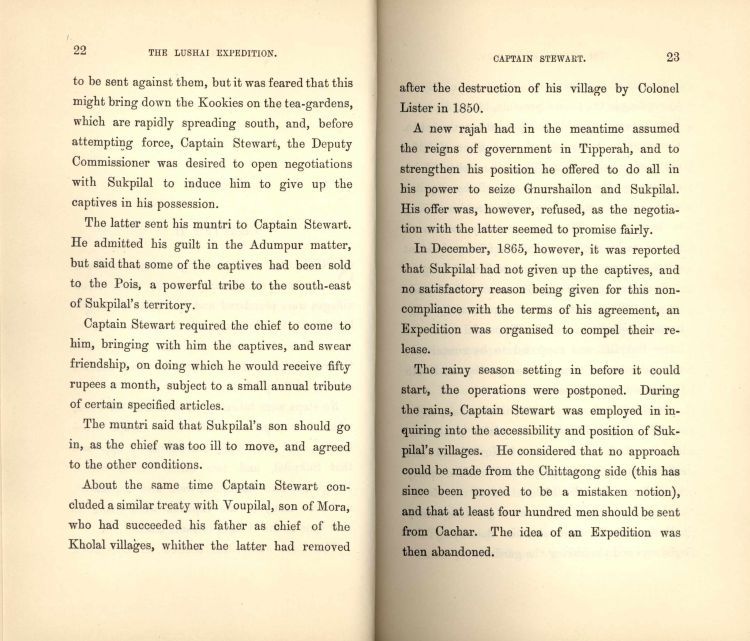 22
THE LUSHAI EXPEDITION.
to be sent against them, but it was feared that this
might bring down the Kookies on the tea-gardens,
which are rapidly spreading south, and, before
attempting force, Captain Stewart, the Deputy
Commissioner was desired to open negotiations
with Sukpilal to induce him to give up the
captives in his possession.
The latter sent his muntri to Captain Stewart.
He admitted his guilt in the Adumpur matter,
but said that some of the captives had been sold
to the Pois, a powerful tribe to the south-east
of Sukpilal's territory.
Captain Stewart required the chief to come to
him, bringing with him the captives, and swear
friendship, on doing which he would receive fifty
rupees a month, subject to a small annual tribute
of certain specified articles.
The muntri said that Sukpilal's son should go
in, as the chief was too ill to move, and agreed
to the other conditions.
About the same time Captain Stewart con-
cluded a similar treaty with Voupilal, son of Mora,
who had succeeded his father as chief of the
Kholal villages, whither the latter had removed
CAPTAIN STEWART.
23
after the destruction of his village by Colonel
Lister in 1850.
A new rajah had in the meantime assumed
the reigns of government in Tipperah, and to
strengthen his position he offered to do all in
his power to seize Gnurshailon and Sukpilal.
His offer was, however, refused, as the negotia-
tion with the latter seemed to promise fairly.
In December, 1865, however, it was reported
that Sukpilal had not given up the captives, and
no satisfactory reason being given for this non-
compliance with the terms of his agreement, an
Expedition was organised to compel their re-
lease.
The rainy season setting in before it could
start, the operations were postponed. During
the rains, Captain Stewart was employed in in-
quiring into the accessibility and position of Suk-
pilal's villages. He considered that no approach
could be made from the Chittagong side (this has
since been proved to be a mistaken notion),
and that at least four hundred men should be sent
from Cachar. The idea of an Expedition was
then abandoned.